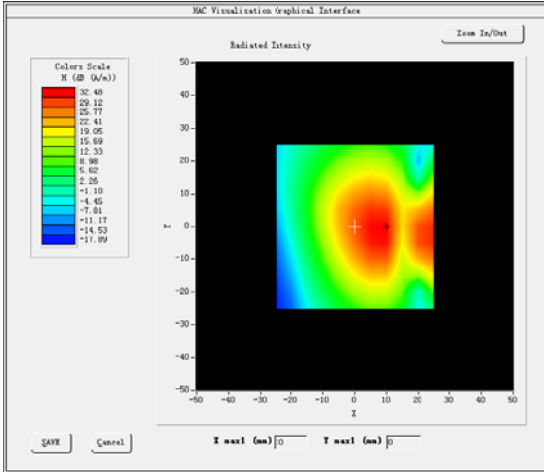 HAC Visualisation Graphical Interface
Zoom In/Out
Radiated Intensity
Colors Scale
H (dB (A/m))
32.48
29.12
25.77
22.41
19.05
15.69
12.33
8.98
5.62
2.26
-1.10
-4.45
-7.81
-11.17
-14.53
-17.89
50
40
30
20
10
0
-10
-20
-30
-40
-50
Y
-50 -40 -30 -20 -10 0 10 20 30 40 50
X
X max1 (mm)
Y max1 (mm) 0
SAVE
Cancel